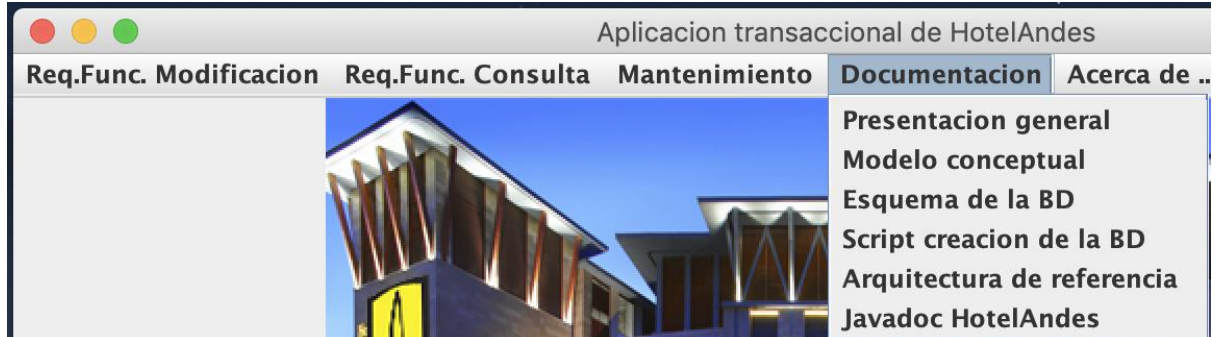 Aplicacion transaccional de HotelAndes
Req.Func. Modificacion Req.Func. Consulta Mantenimiento Documentacion Acerca de ..
Presentacion general
Modelo conceptual
Esquema de la BD
Script creacion de la BD
Arquitectura de referencia
Javadoc HotelAndes